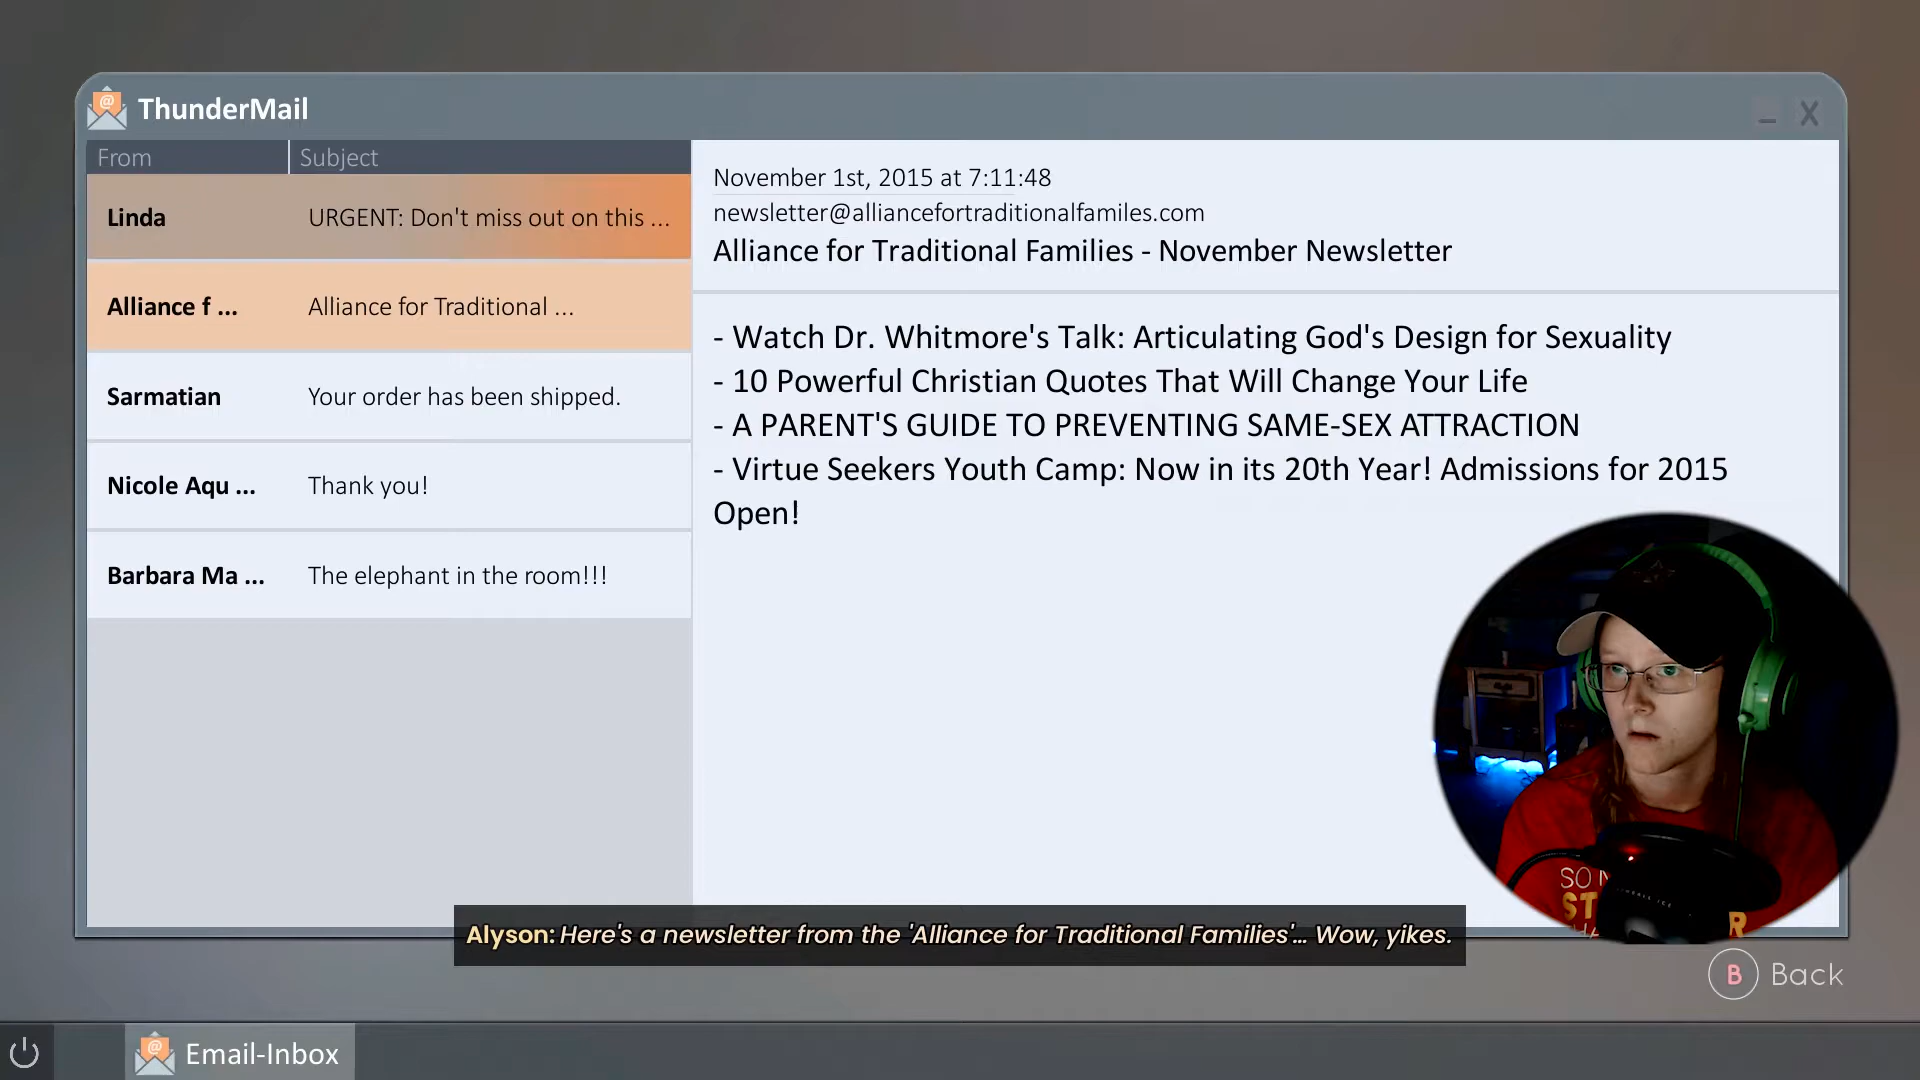 ThunderMail
From Subject
Linda URGENT: Don't miss out on this ...
Alliance f ... Alliance for Traditional ...
Sarmatian Your order has been shipped.
Nicole Aqu ... Thank you!
Barbara Ma ... The elephant in the room!!!
November 1st, 2015 at 7:11:48
newsletter@alliancefortraditionalfamiles.com
Alliance for Traditional Families - November Newsletter
- Watch Dr. Whitmore's Talk: Articulating God's Design for Sexuality
- 10 Powerful Christian Quotes That Will Change Your Life
- A PARENT'S GUIDE TO PREVENTING SAME-SEX ATTRACTION
- Virtue Seekers Youth Camp: Now in its 20th Year! Admissions for 2015
Open!
SO
Alyson: Here's a newsletter from the 'Alliance for Traditional Families'... Wow, yikes.
B Back
Email-Inbox